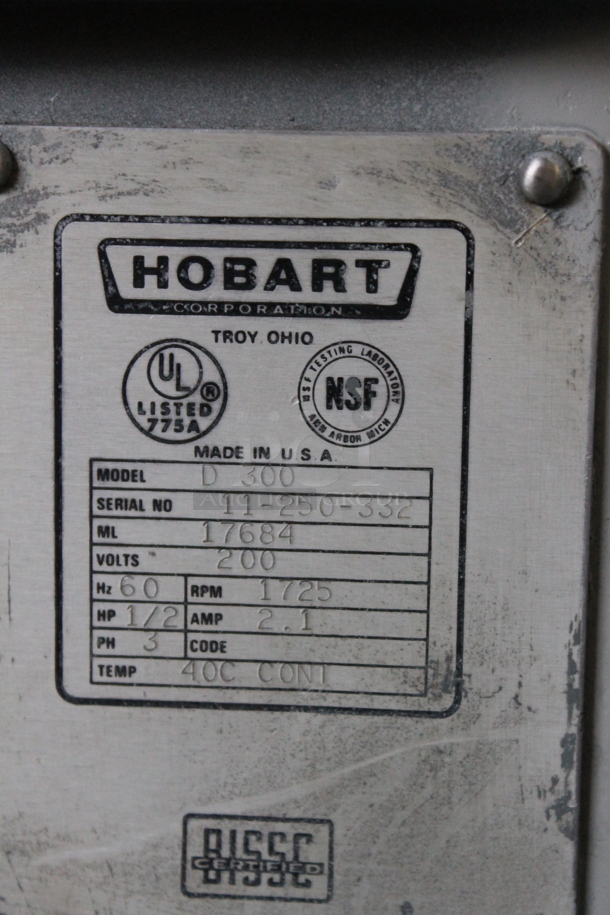 HOBART
CORPORATION
TROY, OHIO
UL ®
LISTED
775A
NSF TESTING LABORATORY
NSF
ANN ARBOR MICH
MADE IN U.S.A.
MODEL D 300
SERIAL NO 11-250-332
ML 17684
VOLTS 200
Hz 60 RPM 1725
HP 1/2 AMP 2.1
PH 3 CODE
TEMP 40C CONT
BISSC
CERTIFIED
AUCTION GROUP